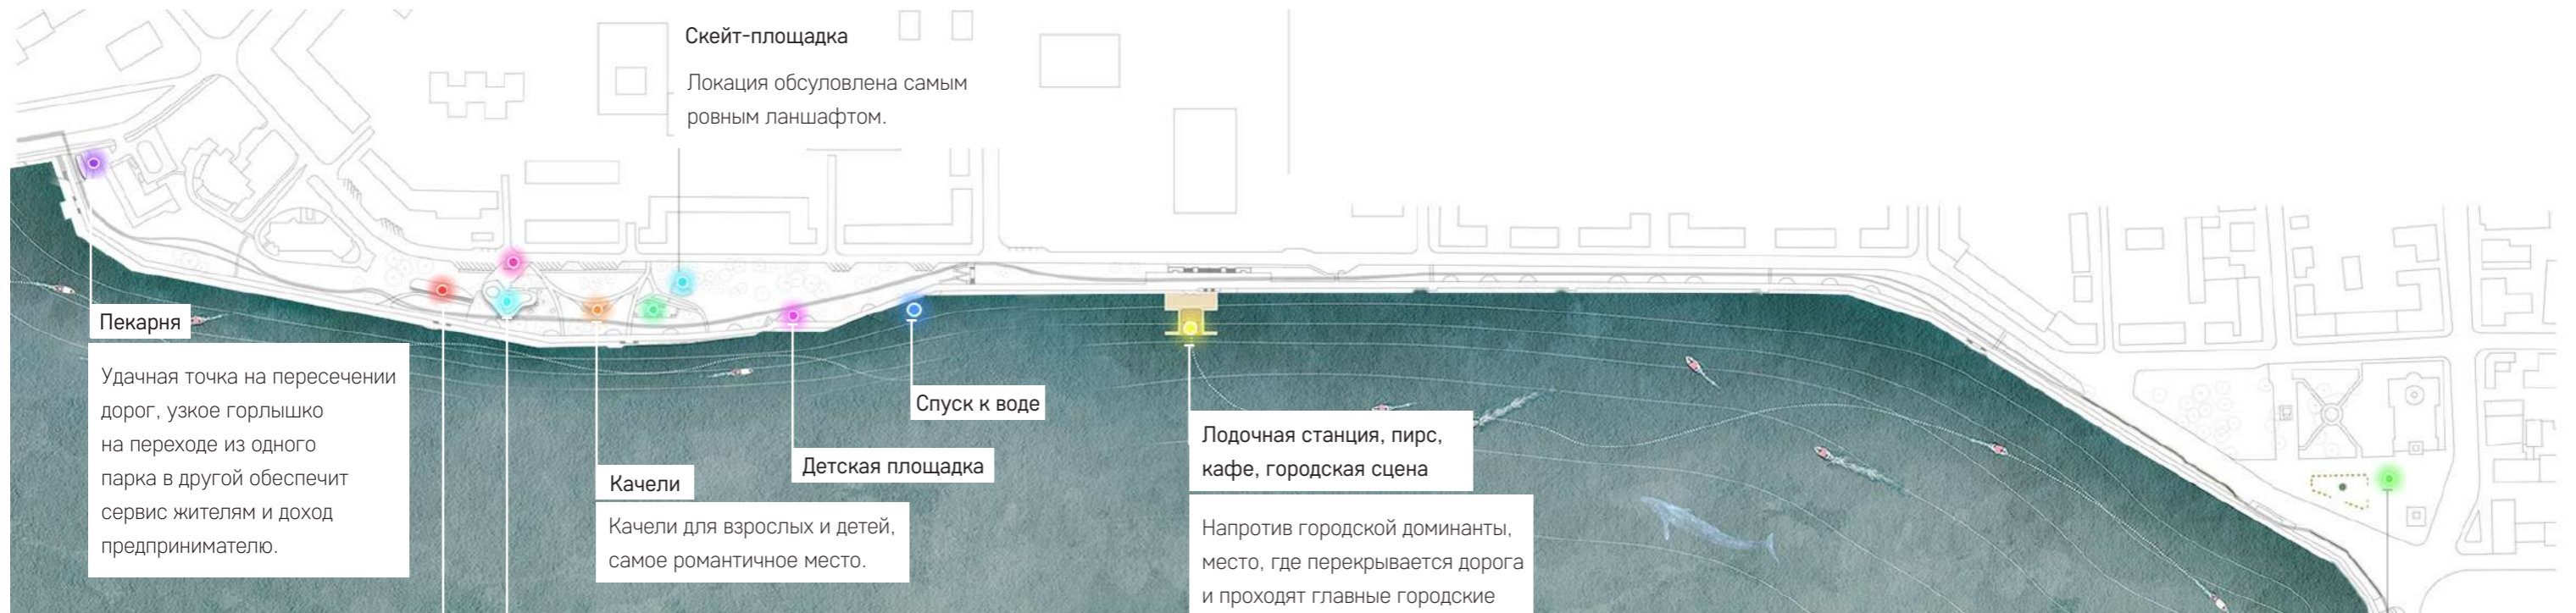 Скейт-площадка
Локация обсуловлена самым
ровным ланшафтом.
Пекарня
Удачная точка на пересечении
дорог, узкое горлышко
на переходе из одного
парка в другой обеспечит
сервис жителям и доход
предпринимателю.
Качели
Качели для взрослых и детей,
самое романтичное место.
Детская площадка
Спуск к воде
Лодочная станция, пирс,
кафе, городская сцена
Напротив городской доминанты,
место, где перекрывается дорога
и проходят главные городские